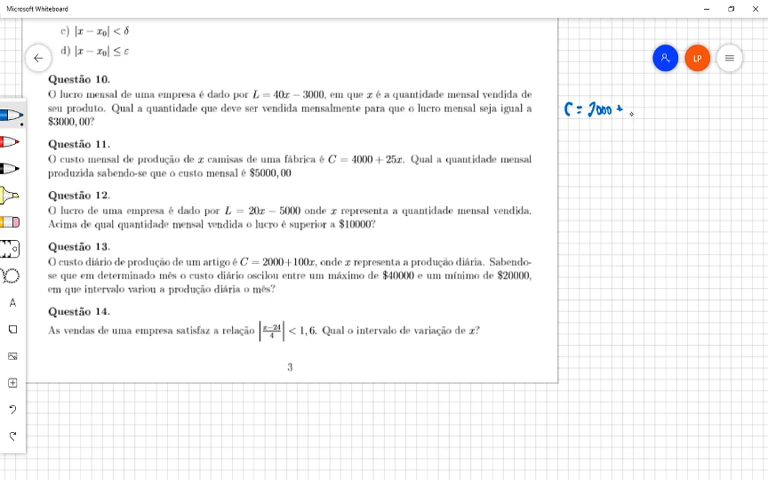 Microsoft Whiteboard
c) |x − x₀| < δ
d) |x − x₀| ≤ ε
LP
Questão 10.
O lucro mensal de uma empresa é dado por L = 40x − 3000, em que x é a quantidade mensal vendida de
seu produto. Qual a quantidade que deve ser vendida mensalmente para que o lucro mensal seja igual a
$3000,00?
C = 2000 +
Questão 11.
O custo mensal de produção de x camisas de uma fábrica é C = 4000 + 25x. Qual a quantidade mensal
produzida sabendo-se que o custo mensal é $5000,00
Questão 12.
O lucro de uma empresa é dado por L = 20x − 5000 onde x representa a quantidade mensal vendida.
Acima de qual quantidade mensal vendida o lucro é superior a $10000?
Questão 13.
O custo diário de produção de um artigo é C = 2000+100x, onde x representa a produção diária. Sabendo-
se que em determinado mês o custo diário oscilou entre um máximo de $40000 e um mínimo de $20000,
em que intervalo variou a produção diária o mês?
Questão 14.
As vendas de uma empresa satisfaz a relação |x−24/4| < 1,6. Qual o intervalo de variação de x?
3